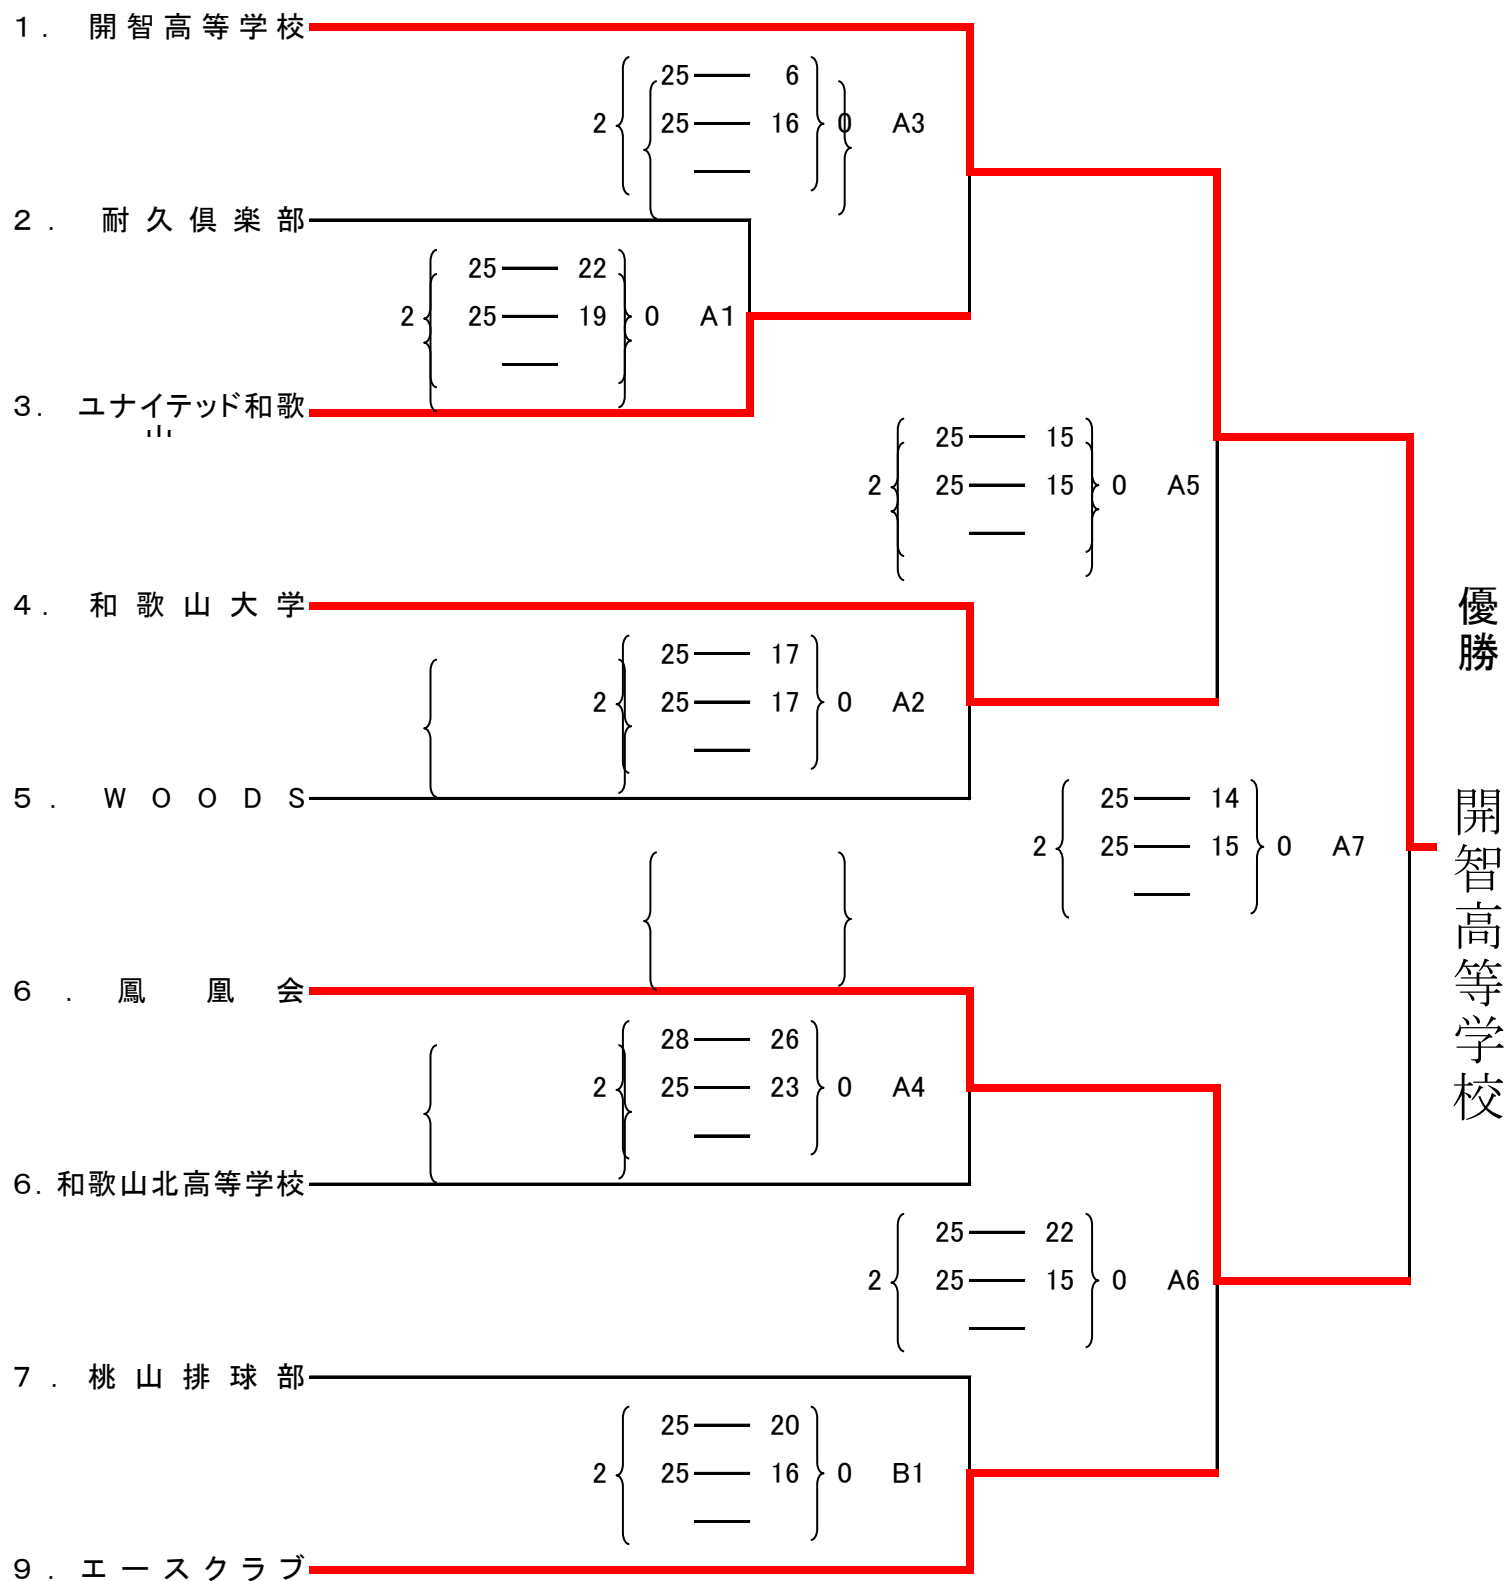 1. 開智高等学校
25 6
2 25 16 0 A3
2. 耐久倶楽部
25 22
2 25 19 0 A1
3. ユナイテッド和歌
山
25 15
2 25 15 0 A5
4. 和歌山大学
25 17
2 25 17 0 A2
5. WOODS
25 14
2 25 15 0 A7
6. 鳳凰会
28 26
2 25 23 0 A4
6. 和歌山北高等学校
25 22
2 25 15 0 A6
7. 桃山排球部
25 20
2 25 16 0 B1
9. エースクラブ
優勝
開智高等学校